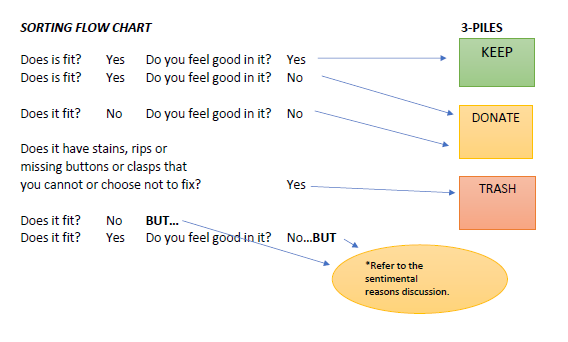 SORTING FLOW CHART 3-PILES
KEEP
Does is fit? Yes Do you feel good in it? Yes
Does is fit? Yes Do you feel good in it? No
Does it fit? No Do you feel good in it? No
DONATE
Does it have stains, rips or
missing buttons or clasps that
you cannot or choose not to fix?
Yes
TRASH
Does it fit? No BUT...
Does it fit? Yes Do you feel good in it? No...BUT
*Refer to the
sentimental
reasons discussion.